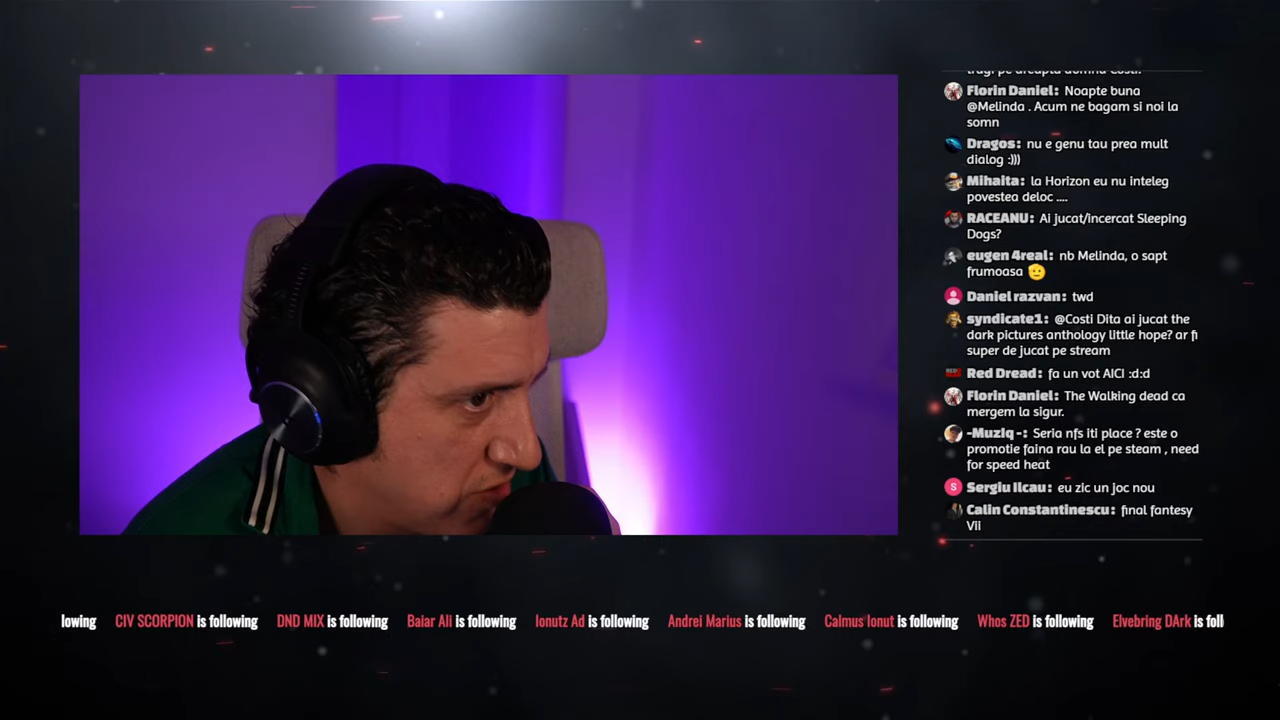 Florin Daniel: Noapte buna
@Melinda . Acum ne bagam si noi la
somn
Dragos: nu e genu tau prea mult
dialog :)))
Mihaita: la Horizon eu nu inteleg
povestea deloc ....
RACEANU: Ai jucat/incercat Sleeping
Dogs?
eugen 4real: nb Melinda, o sapt
frumoasa 🫡
Daniel razvan: twd
syndicate1: @Costi Dita ai jucat the
dark pictures anthology little hope? ar fi
super de jucat pe stream
Red Dread: fa un vot AICI :d:d
Florin Daniel: The Walking dead ca
mergem la sigur.
-Muziq-: Seria nfs iti place ? este o
promotie faina rau la el pe steam , need
for speed heat
Sergiu Ilcau: eu zic un joc nou
Calin Constantinescu: final fantesy
Vii
lowing CIV SCORPION is following DND MIX is following Baiar Ali is following Ionutz Ad is following Andrei Marius is following Calmus Ionut is following Whos ZED is following Elvebring DArk is foll